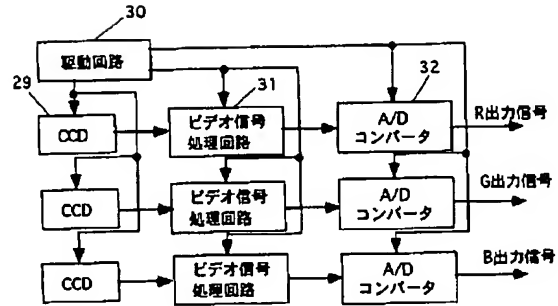 30
駆動回路
29
31
32
CCD
ビデオ信号
処理回路
A/D
コンバータ
R出力信号
CCD
ビデオ信号
処理回路
A/D
コンバータ
G出力信号
CCD
ビデオ信号
処理回路
A/D
コンバータ
B出力信号